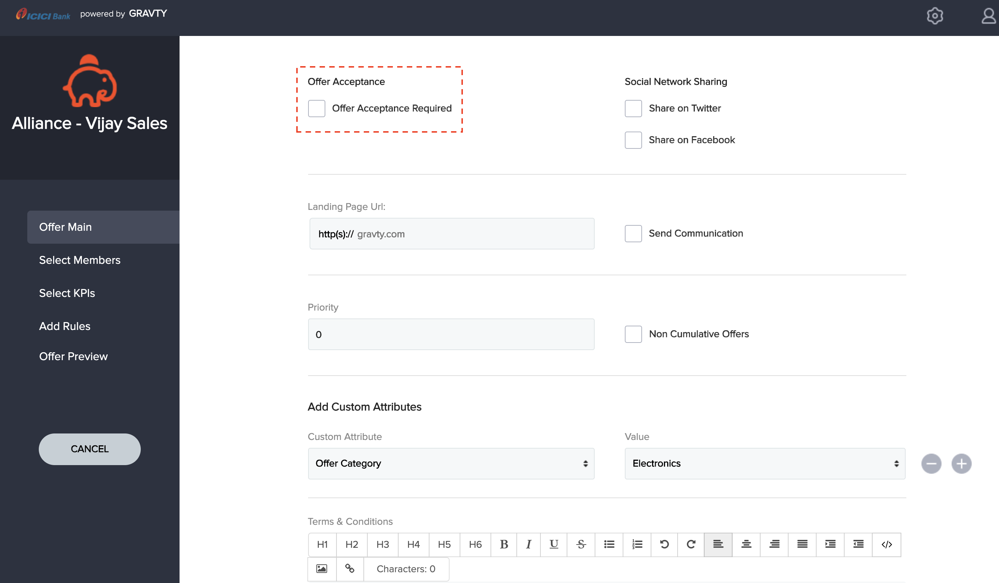 ICICI Bank powered by GRAVTY
Alliance - Vijay Sales
Offer Main
Select Members
Select KPIs
Add Rules
Offer Preview
CANCEL
Offer Acceptance
Offer Acceptance Required
Social Network Sharing
Share on Twitter
Share on Facebook
Landing Page Url:
http(s):// gravty.com
Send Communication
Priority
0
Non Cumulative Offers
Add Custom Attributes
Custom Attribute
Offer Category
Value
Electronics
Terms & Conditions
H1 H2 H3 H4 H5 H6 B I U S </>
Characters: 0